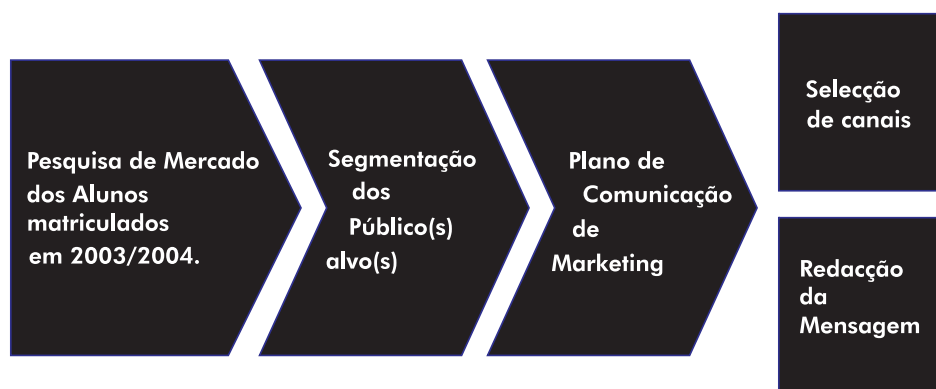 Pesquisa de Mercado
dos Alunos
matriculados
em 2003/2004.
Segmentação
dos
Público(s)
alvo(s)
Plano de
Comunicação
de
Marketing
Selecção
de canais
Redacção
da
Mensagem